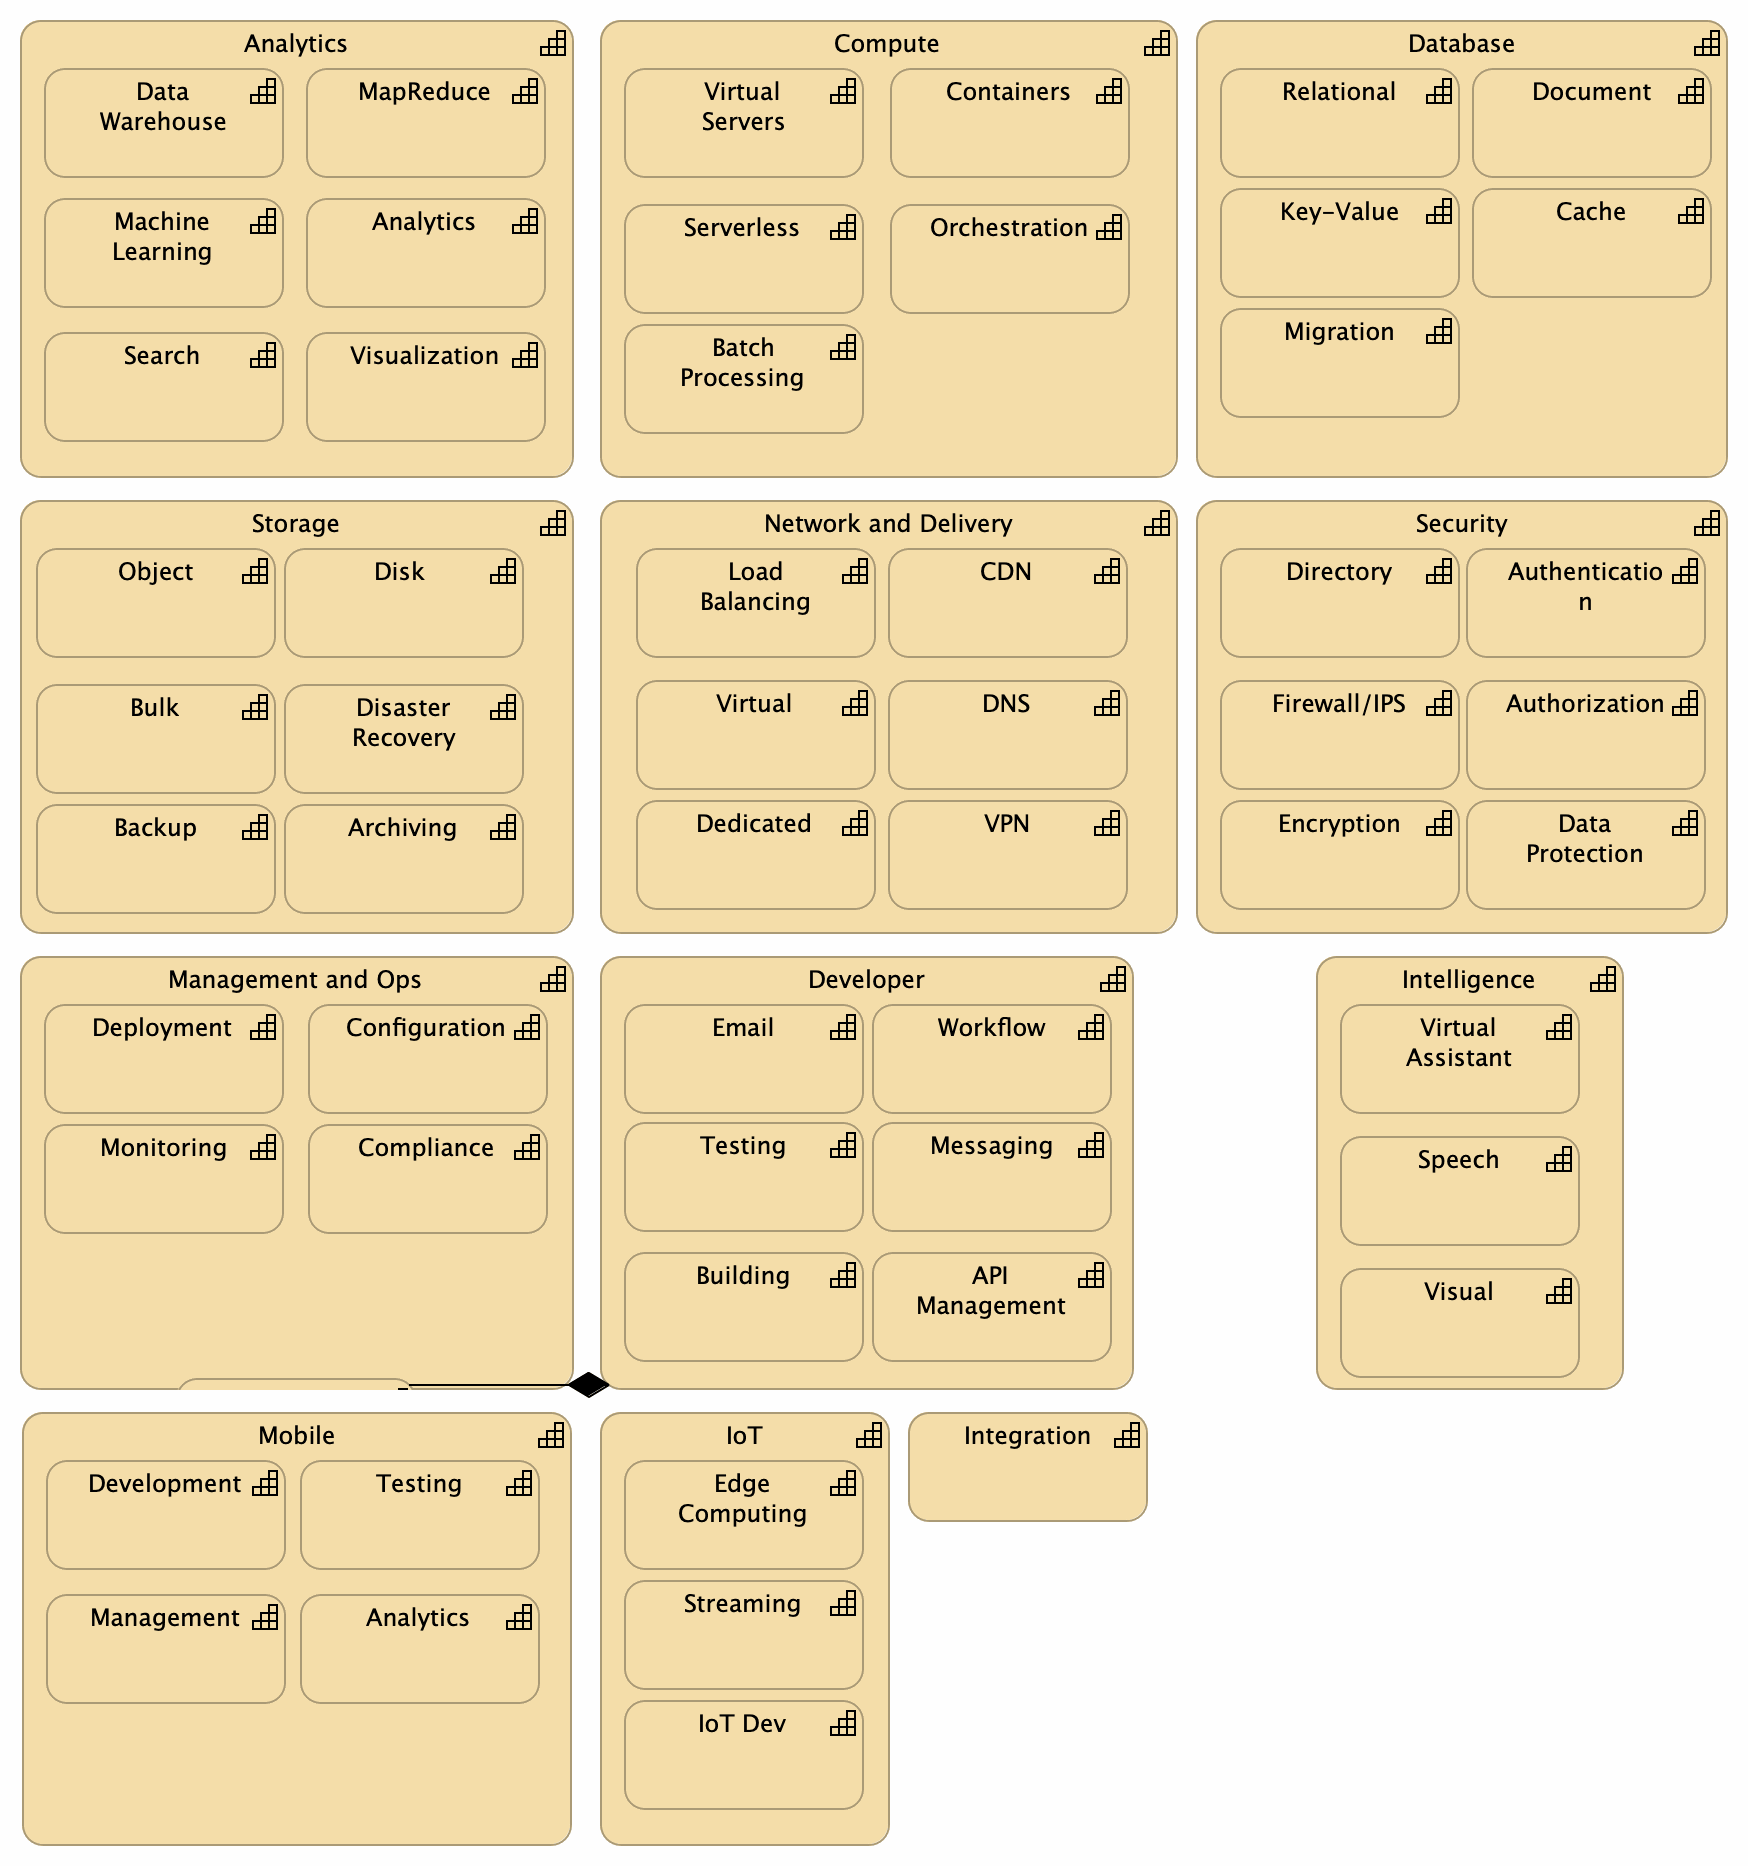 Analytics
Data
Warehouse
MapReduce
Machine
Learning
Analytics
Search
Visualization
Compute
Virtual
Servers
Containers
Serverless
Orchestration
Batch
Processing
Database
Relational
Document
Key-Value
Cache
Migration
Storage
Object
Disk
Bulk
Disaster
Recovery
Backup
Archiving
Network and Delivery
Load
Balancing
CDN
Virtual
DNS
Dedicated
VPN
Security
Directory
Authenticatio
n
Firewall/IPS
Authorization
Encryption
Data
Protection
Management and Ops
Deployment
Configuration
Monitoring
Compliance
Developer
Email
Workflow
Testing
Messaging
Building
API
Management
Intelligence
Virtual
Assistant
Speech
Visual
Mobile
Development
Testing
Management
Analytics
IoT
Edge
Computing
Streaming
IoT Dev
Integration